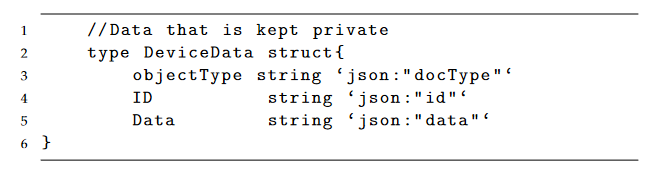 1 //Data that is kept private
2 type DeviceData struct{
3 objectType string ‘json:"docType"‘
4 ID string ‘json:"id"‘
5 Data string ‘json:"data"‘
6 }